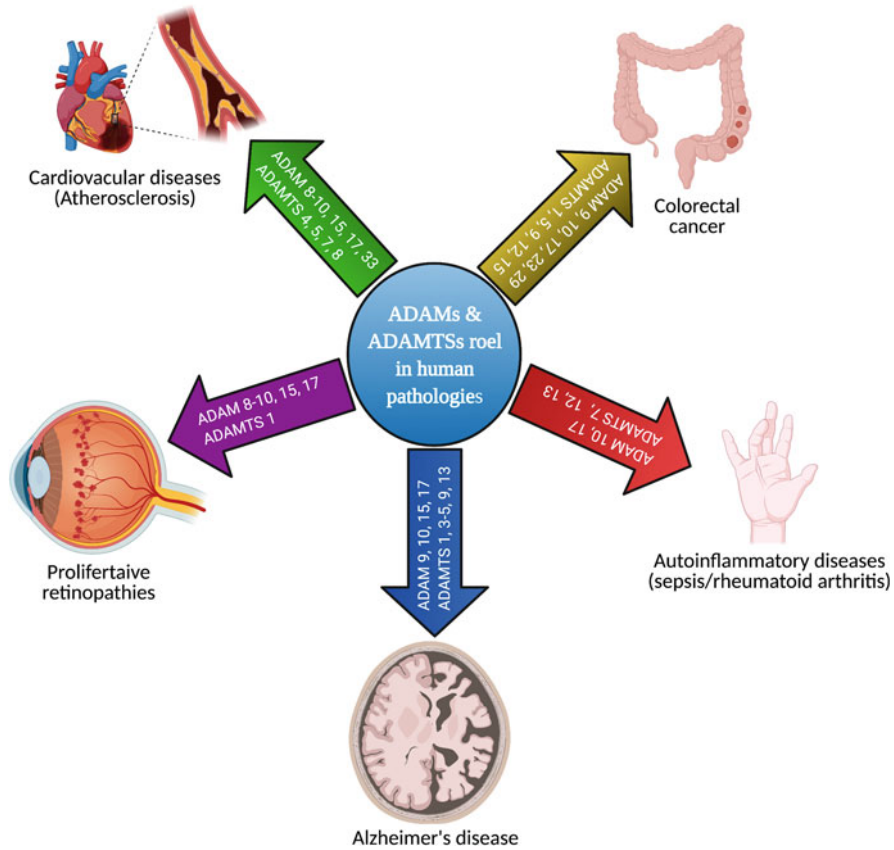 Cardiovacular diseases
(Atherosclerosis)
ADAM 8-10, 15, 17, 33
ADAMTS 4, 5, 7, 8
ADAM 9, 10, 17, 23, 29
ADAMTS 1, 5, 9, 12, 15
Colorectal
cancer
ADAMs &
ADAMTSs roel
in human
pathologies
ADAM 8-10, 15, 17
ADAMTS 1
ADAM 10, 17
ADAMTS 7, 12, 13
ADAM 9, 10, 15, 17
ADAMTS 1, 3-5, 9, 13
Prolifertaive
retinopathies
Autoinflammatory diseases
(sepsis/rheumatoid arthritis)
Alzheimer's disease